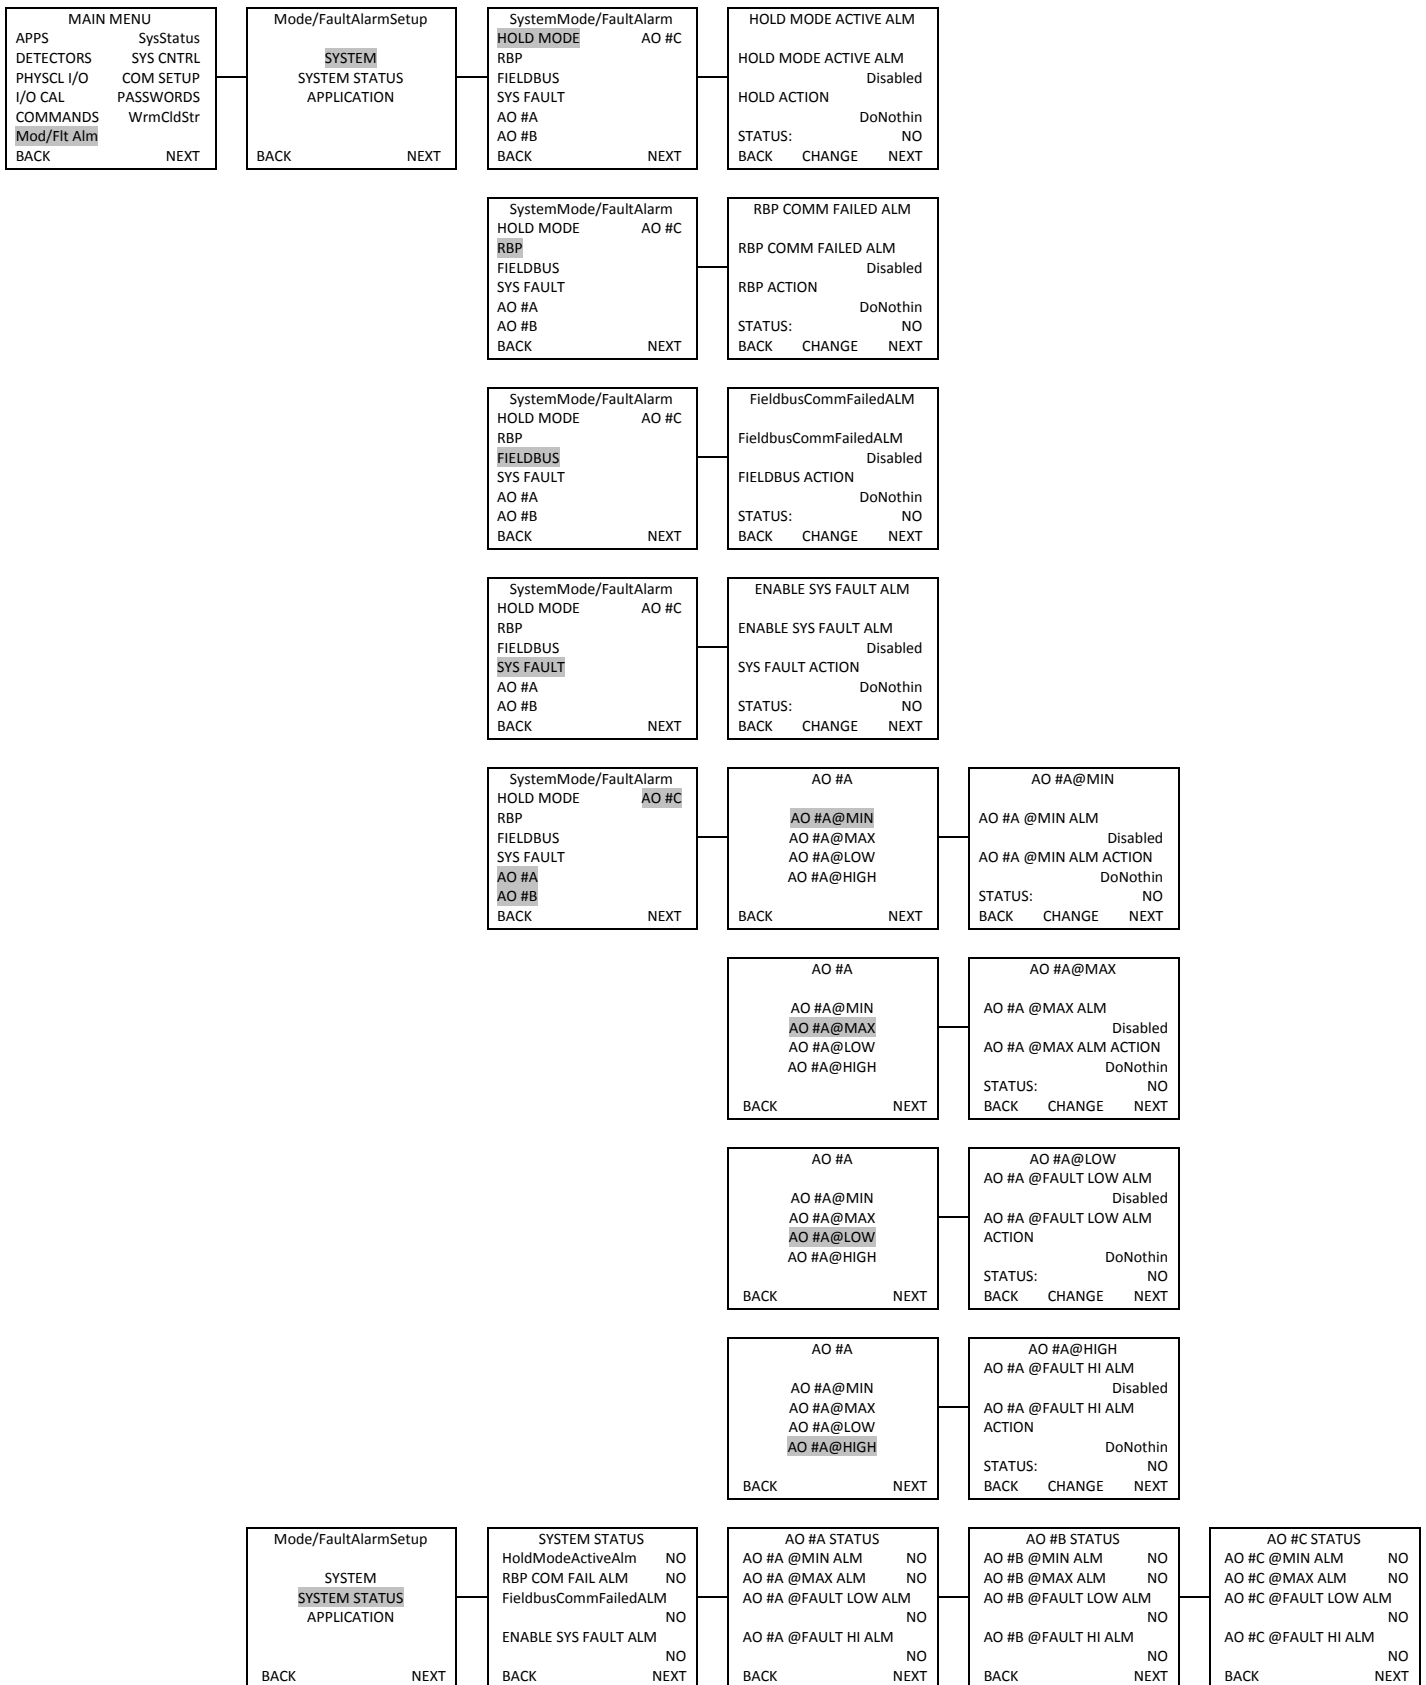 MAIN MENU
APPS SysStatus
DETECTORS SYS CNTRL
PHYSCL I/O COM SETUP
I/O CAL PASSWORDS
COMMANDS WrmCldStr
Mod/Flt Alm
BACK NEXT
Mode/FaultAlarmSetup
SYSTEM
SYSTEM STATUS
APPLICATION
BACK NEXT
SystemMode/FaultAlarm
HOLD MODE AO #C
RBP
FIELDBUS
SYS FAULT
AO #A
AO #B
BACK NEXT
HOLD MODE ACTIVE ALM
HOLD MODE ACTIVE ALM
Disabled
HOLD ACTION
DoNothin
STATUS: NO
BACK CHANGE NEXT
SystemMode/FaultAlarm
HOLD MODE AO #C
RBP
FIELDBUS
SYS FAULT
AO #A
AO #B
BACK NEXT
RBP COMM FAILED ALM
RBP COMM FAILED ALM
Disabled
RBP ACTION
DoNothin
STATUS: NO
BACK CHANGE NEXT
SystemMode/FaultAlarm
HOLD MODE AO #C
RBP
FIELDBUS
SYS FAULT
AO #A
AO #B
BACK NEXT
FieldbusCommFailedALM
FieldbusCommFailedALM
Disabled
FIELDBUS ACTION
DoNothin
STATUS: NO
BACK CHANGE NEXT
SystemMode/FaultAlarm
HOLD MODE AO #C
RBP
FIELDBUS
SYS FAULT
AO #A
AO #B
BACK NEXT
ENABLE SYS FAULT ALM
ENABLE SYS FAULT ALM
Disabled
SYS FAULT ACTION
DoNothin
STATUS: NO
BACK CHANGE NEXT
SystemMode/FaultAlarm
HOLD MODE AO #C
RBP
FIELDBUS
SYS FAULT
AO #A
AO #B
BACK NEXT
AO #A
AO #A@MIN
AO #A@MAX
AO #A@LOW
AO #A@HIGH
BACK NEXT
AO #A@MIN
AO #A @MIN ALM
Disabled
AO #A @MIN ALM ACTION
DoNothin
STATUS: NO
BACK CHANGE NEXT
AO #A
AO #A@MIN
AO #A@MAX
AO #A@LOW
AO #A@HIGH
BACK NEXT
AO #A@MAX
AO #A @MAX ALM
Disabled
AO #A @MAX ALM ACTION
DoNothin
STATUS: NO
BACK CHANGE NEXT
AO #A
AO #A@MIN
AO #A@MAX
AO #A@LOW
AO #A@HIGH
BACK NEXT
AO #A@LOW
AO #A @FAULT LOW ALM
Disabled
AO #A @FAULT LOW ALM
ACTION
DoNothin
STATUS: NO
BACK CHANGE NEXT
AO #A
AO #A@MIN
AO #A@MAX
AO #A@LOW
AO #A@HIGH
BACK NEXT
AO #A@HIGH
AO #A @FAULT HI ALM
Disabled
AO #A @FAULT HI ALM
ACTION
DoNothin
STATUS: NO
BACK CHANGE NEXT
Mode/FaultAlarmSetup
SYSTEM
SYSTEM STATUS
APPLICATION
BACK NEXT
SYSTEM STATUS
HoldModeActiveAlm NO
RBP COM FAIL ALM NO
FieldbusCommFailedALM
NO
ENABLE SYS FAULT ALM
NO
BACK NEXT
AO #A STATUS
AO #A @MIN ALM NO
AO #A @MAX ALM NO
AO #A @FAULT LOW ALM
NO
AO #A @FAULT HI ALM
NO
BACK NEXT
AO #B STATUS
AO #B @MIN ALM NO
AO #B @MAX ALM NO
AO #B @FAULT LOW ALM
NO
AO #B @FAULT HI ALM
NO
BACK NEXT
AO #C STATUS
AO #C @MIN ALM NO
AO #C @MAX ALM NO
AO #C @FAULT LOW ALM
NO
AO #C @FAULT HI ALM
NO
BACK NEXT